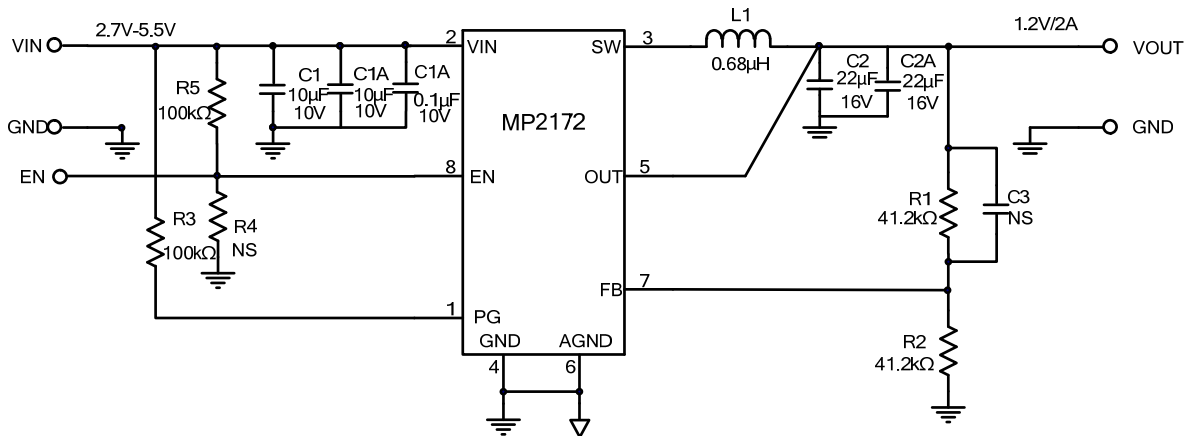 L1
2.7V-5.5V
1.2V/2A
VIN
2
VIN
SW
3
0.68µH
VOUT
R5
100kΩ
C1
10µF
10V
C1A
10µF
10V
C1A
0.1µF
10V
C2
22µF
16V
C2A
22µF
16V
MP2172
GND
GND
EN
8
EN
OUT
5
R3
100kΩ
R4
NS
R1
41.2kΩ
C3
NS
FB
7
1
PG
GND
AGND
4
6
R2
41.2kΩ